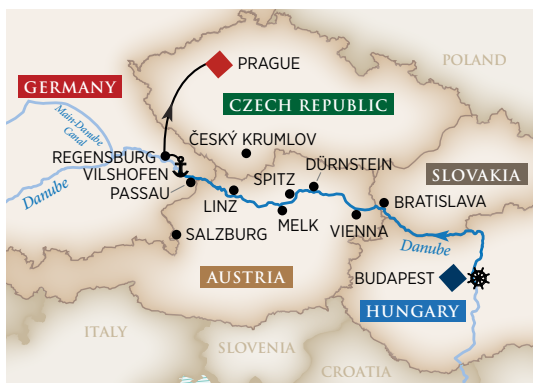 POLAND
PRAGUE
GERMANY
CZECH REPUBLIC
Main-Danube
Canal
ČESKÝ KRUMLOV
REGENSBURG
VILSHOFEN
PASSAU
DÜRNSTEIN
SPITZ
SLOVAKIA
Danube
LINZ
MELK
VIENNA
BRATISLAVA
SALZBURG
Danube
AUSTRIA
BUDAPEST
HUNGARY
ITALY
SLOVENIA
CROATIA